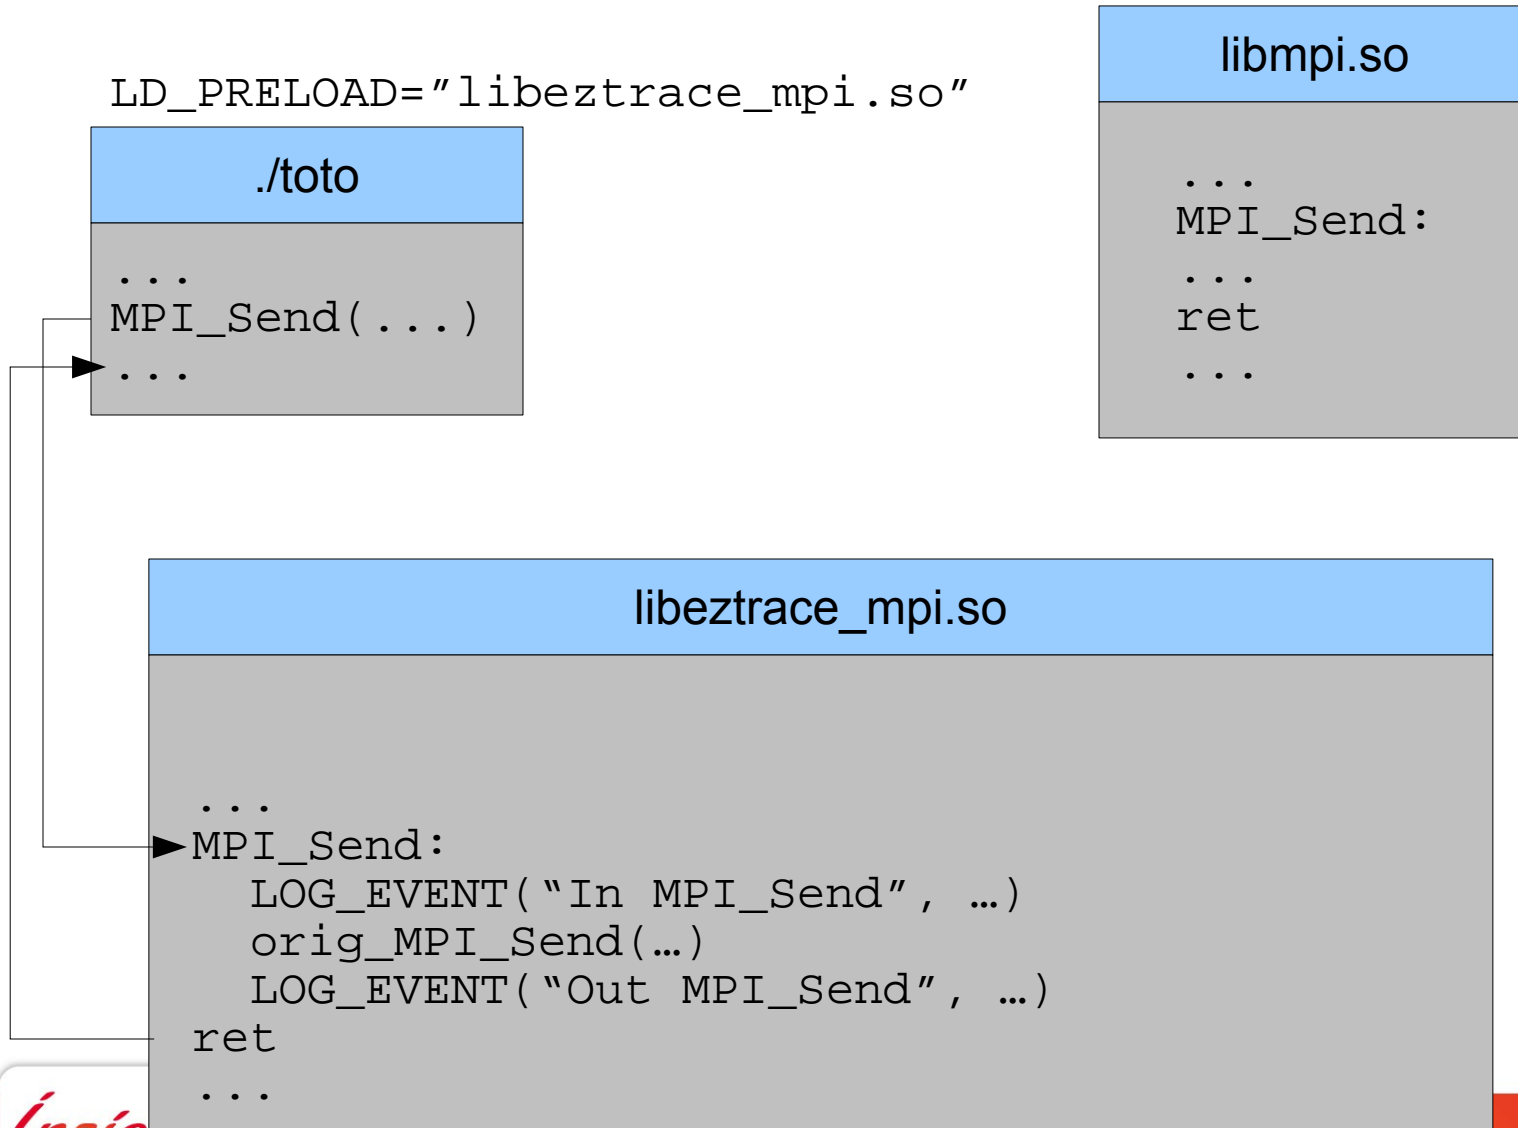 LD_PRELOAD=”libeztrace_mpi.so”
./toto
...
MPI_Send(...)
...
libmpi.so
...
MPI_Send:
...
ret
...
libeztrace_mpi.so
...
MPI_Send:
LOG_EVENT(“In MPI_Send”, …)
orig_MPI_Send(…)
LOG_EVENT(“Out MPI_Send”, …)
ret
...